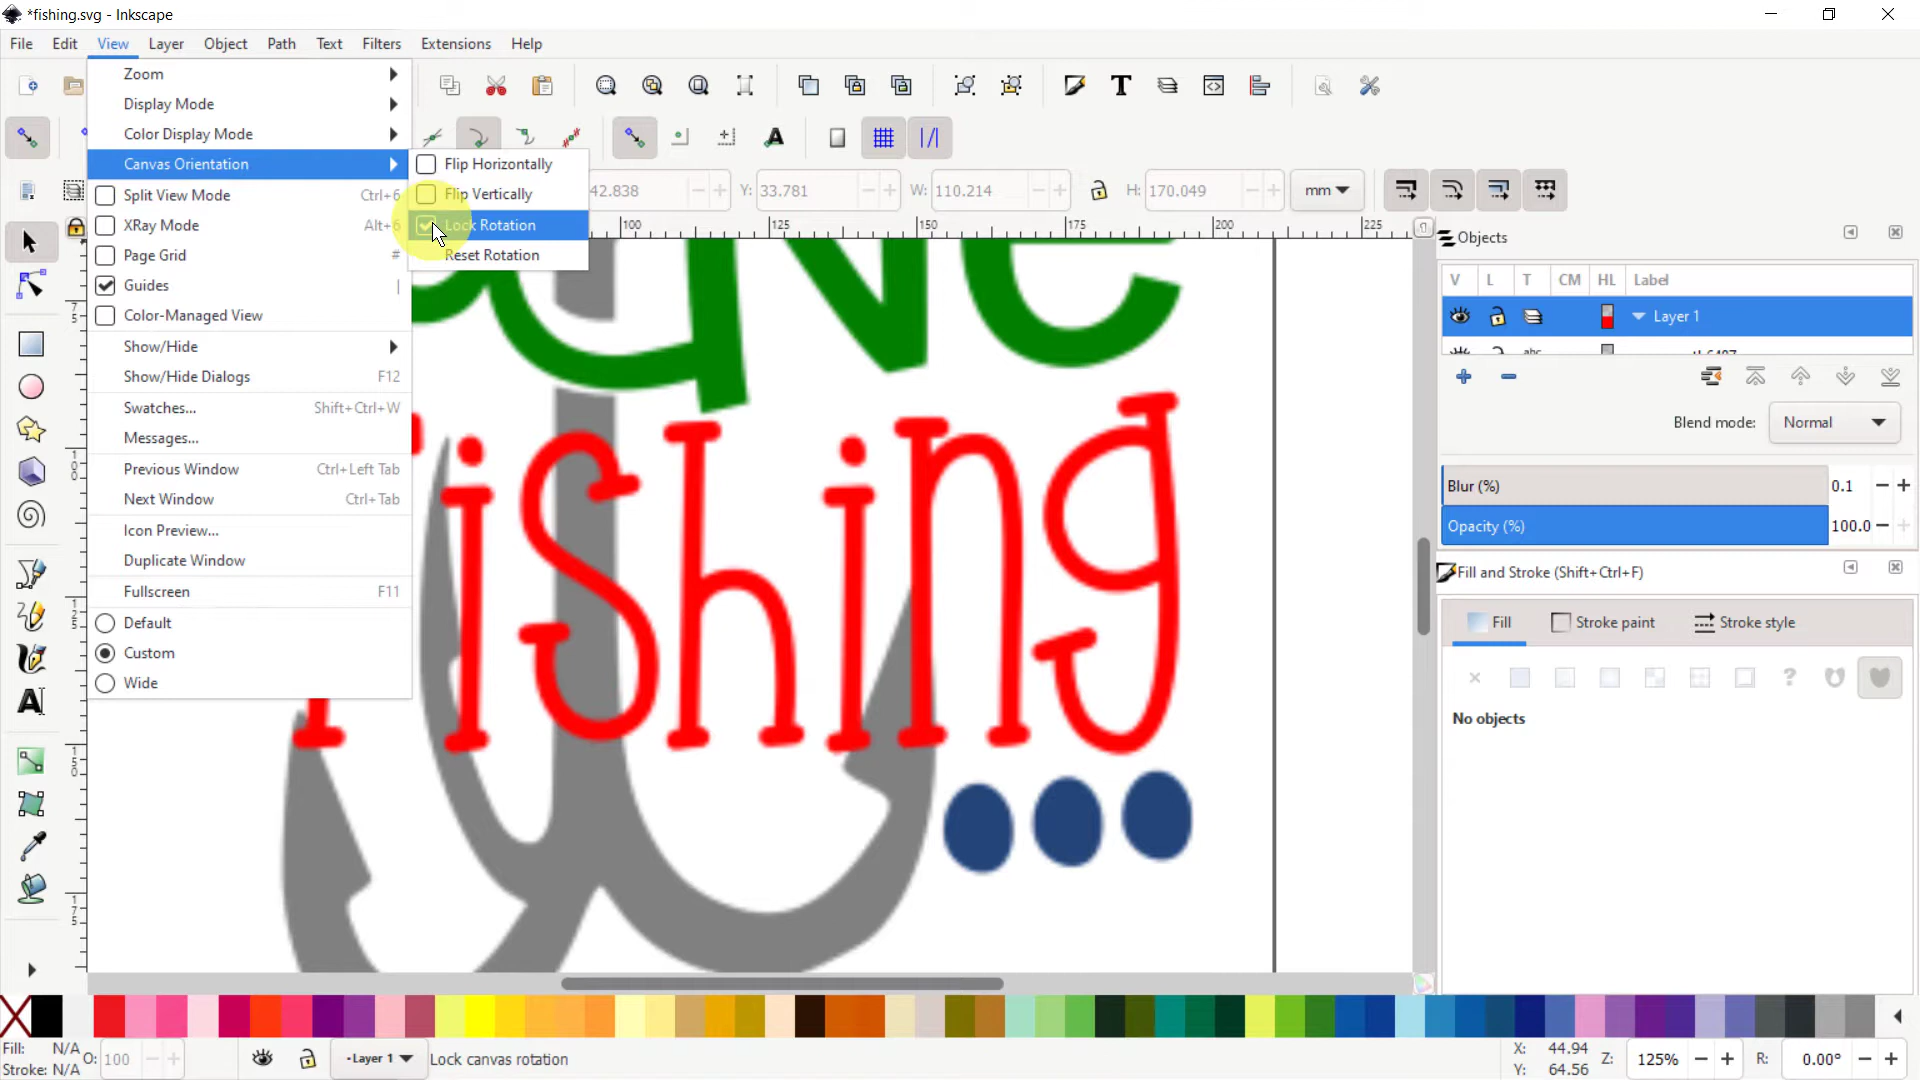 *fishing.svg - Inkscape
File Edit View Layer Object Path Text Filters Extensions Help
Zoom
Display Mode
Color Display Mode
Canvas Orientation
Split View Mode Ctrl+6
XRay Mode Alt+6
Page Grid #
Guides |
Color-Managed View
Show/Hide
Show/Hide Dialogs F12
Swatches... Shift+Ctrl+W
Messages...
Previous Window Ctrl+Left Tab
Next Window Ctrl+Tab
Icon Preview...
Duplicate Window
Fullscreen F11
Default
Custom
Wide
Flip Horizontally
Flip Vertically
Lock Rotation
Reset Rotation
42.838 Y: 33.781 W: 110.214 H: 170.049 mm
100 125 150 175 200 225
fishing
Objects
V L T CM HL Label
Layer 1
Blend mode: Normal
Blur (%) 0.1
Opacity (%) 100.0
Fill and Stroke (Shift+Ctrl+F)
Fill Stroke paint Stroke style
No objects
Fill: N/A
Stroke: N/A
O: 100
Layer 1
Lock canvas rotation
X: 44.94
Y: 64.56
Z: 125%
R: 0.00°